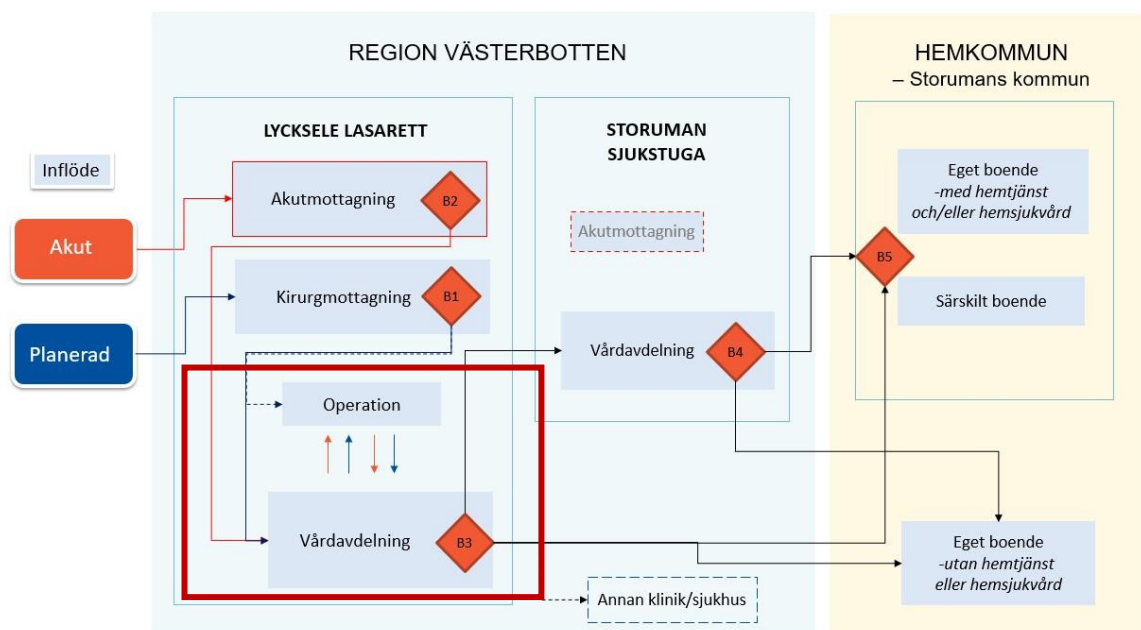 REGION VÄSTERBOTTEN
HEMKOMMUN
– Storumans kommun
LYCKSELE LASARETT
STORUMAN
SJUKSTUGA
Inflöde
Akut
Planerad
Akutmottagning
B2
Kirurgmottagning
B1
Operation
Vårdavdelning
B3
Akutmottagning
Vårdavdelning
B4
Annan klinik/sjukhus
Eget boende
-med hemtjänst
och/eller hemsjukvård
B5
Särskilt boende
Eget boende
-utan hemtjänst
eller hemsjukvård